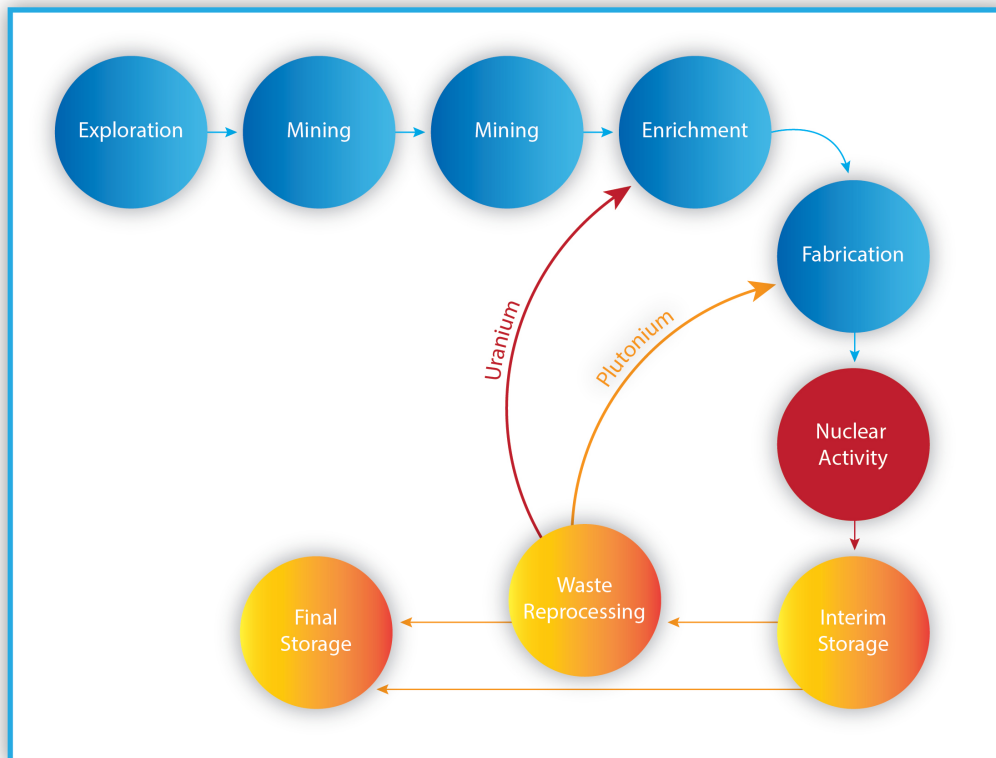 Exploration
Mining
Mining
Enrichment
Fabrication
Uranium
Plutonium
Nuclear
Activity
Waste
Reprocessing
Final
Storage
Interim
Storage